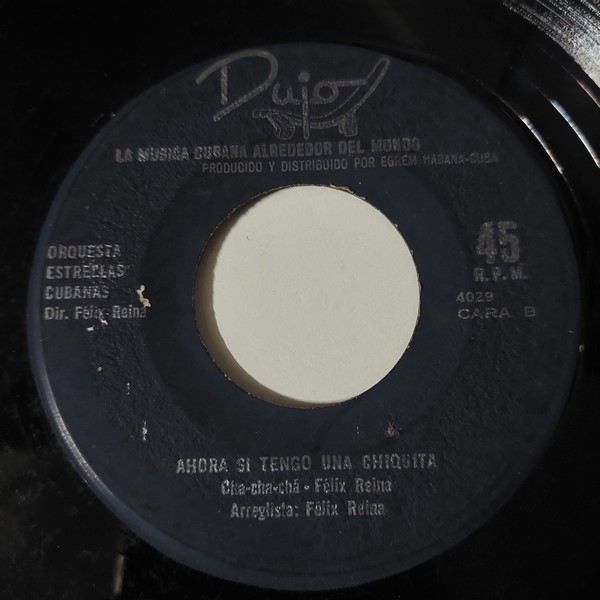 Dujo
LA MUSICA CUBANA ALREDEDOR DEL MUNDO
PRODUCIDO Y DISTRIBUIDO POR EGREM HABANA-CUBA
ORQUESTA
ESTRELLAS
CUBANAS
Dir. Félix Reina
45
R.P.M.
4029
CARA B
AHORA SI TENGO UNA CHIQUITA
Cha-cha-chá - Félix Reina
Arreglista: Félix Reina